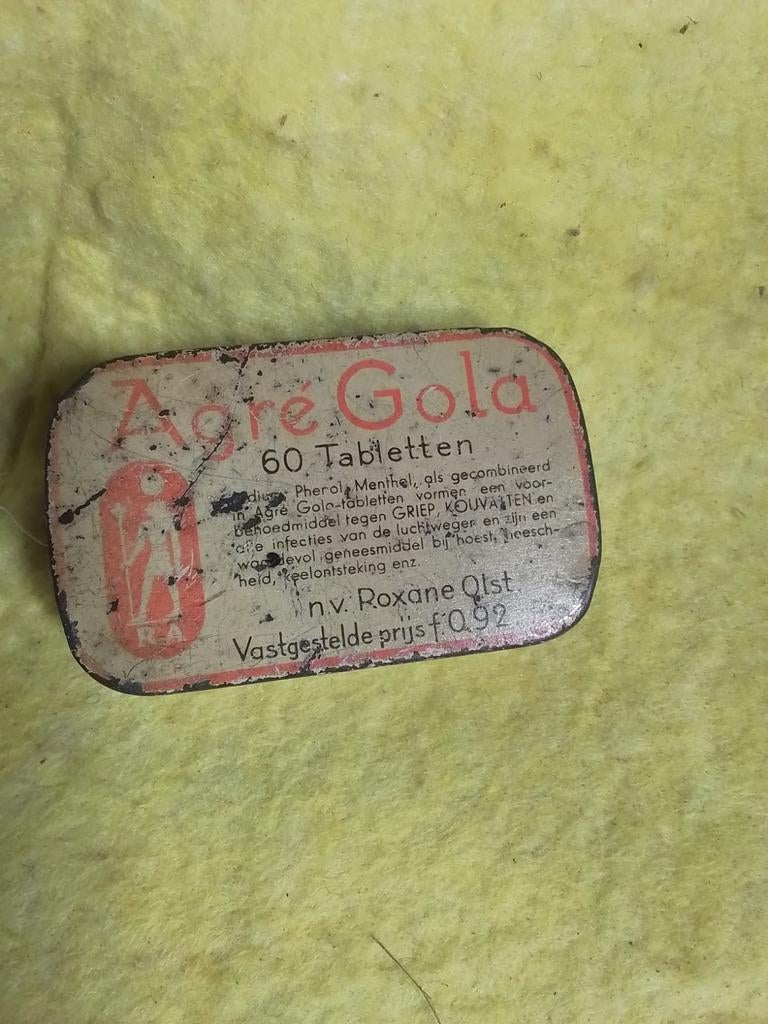 Agré Gola
60 Tabletten
Phenol, Menthel, als gecombineerd
in Agré Gola-tabletten vormen een voor-
behoedmiddel tegen GRIEP, KOUVATTEN en
alle infecties van de luchtwegen en zijn een
waardevol geneesmiddel bij hoest, heesch-
heid, keelontsteking enz.
n.v. Roxane Olst
Vastgestelde prijs f 0,92
RA